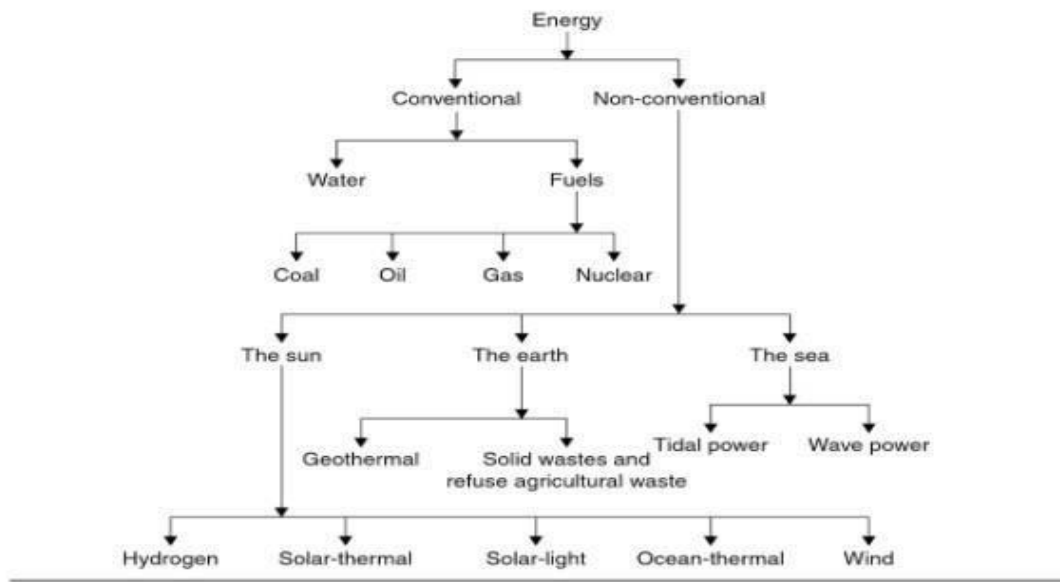 Energy
Conventional
Non-conventional
Water
Fuels
Coal
Oil
Gas
Nuclear
The sun
The earth
The sea
Geothermal
Solid wastes and
refuse agricultural waste
Tidal power
Wave power
Hydrogen
Solar-thermal
Solar-light
Ocean-thermal
Wind